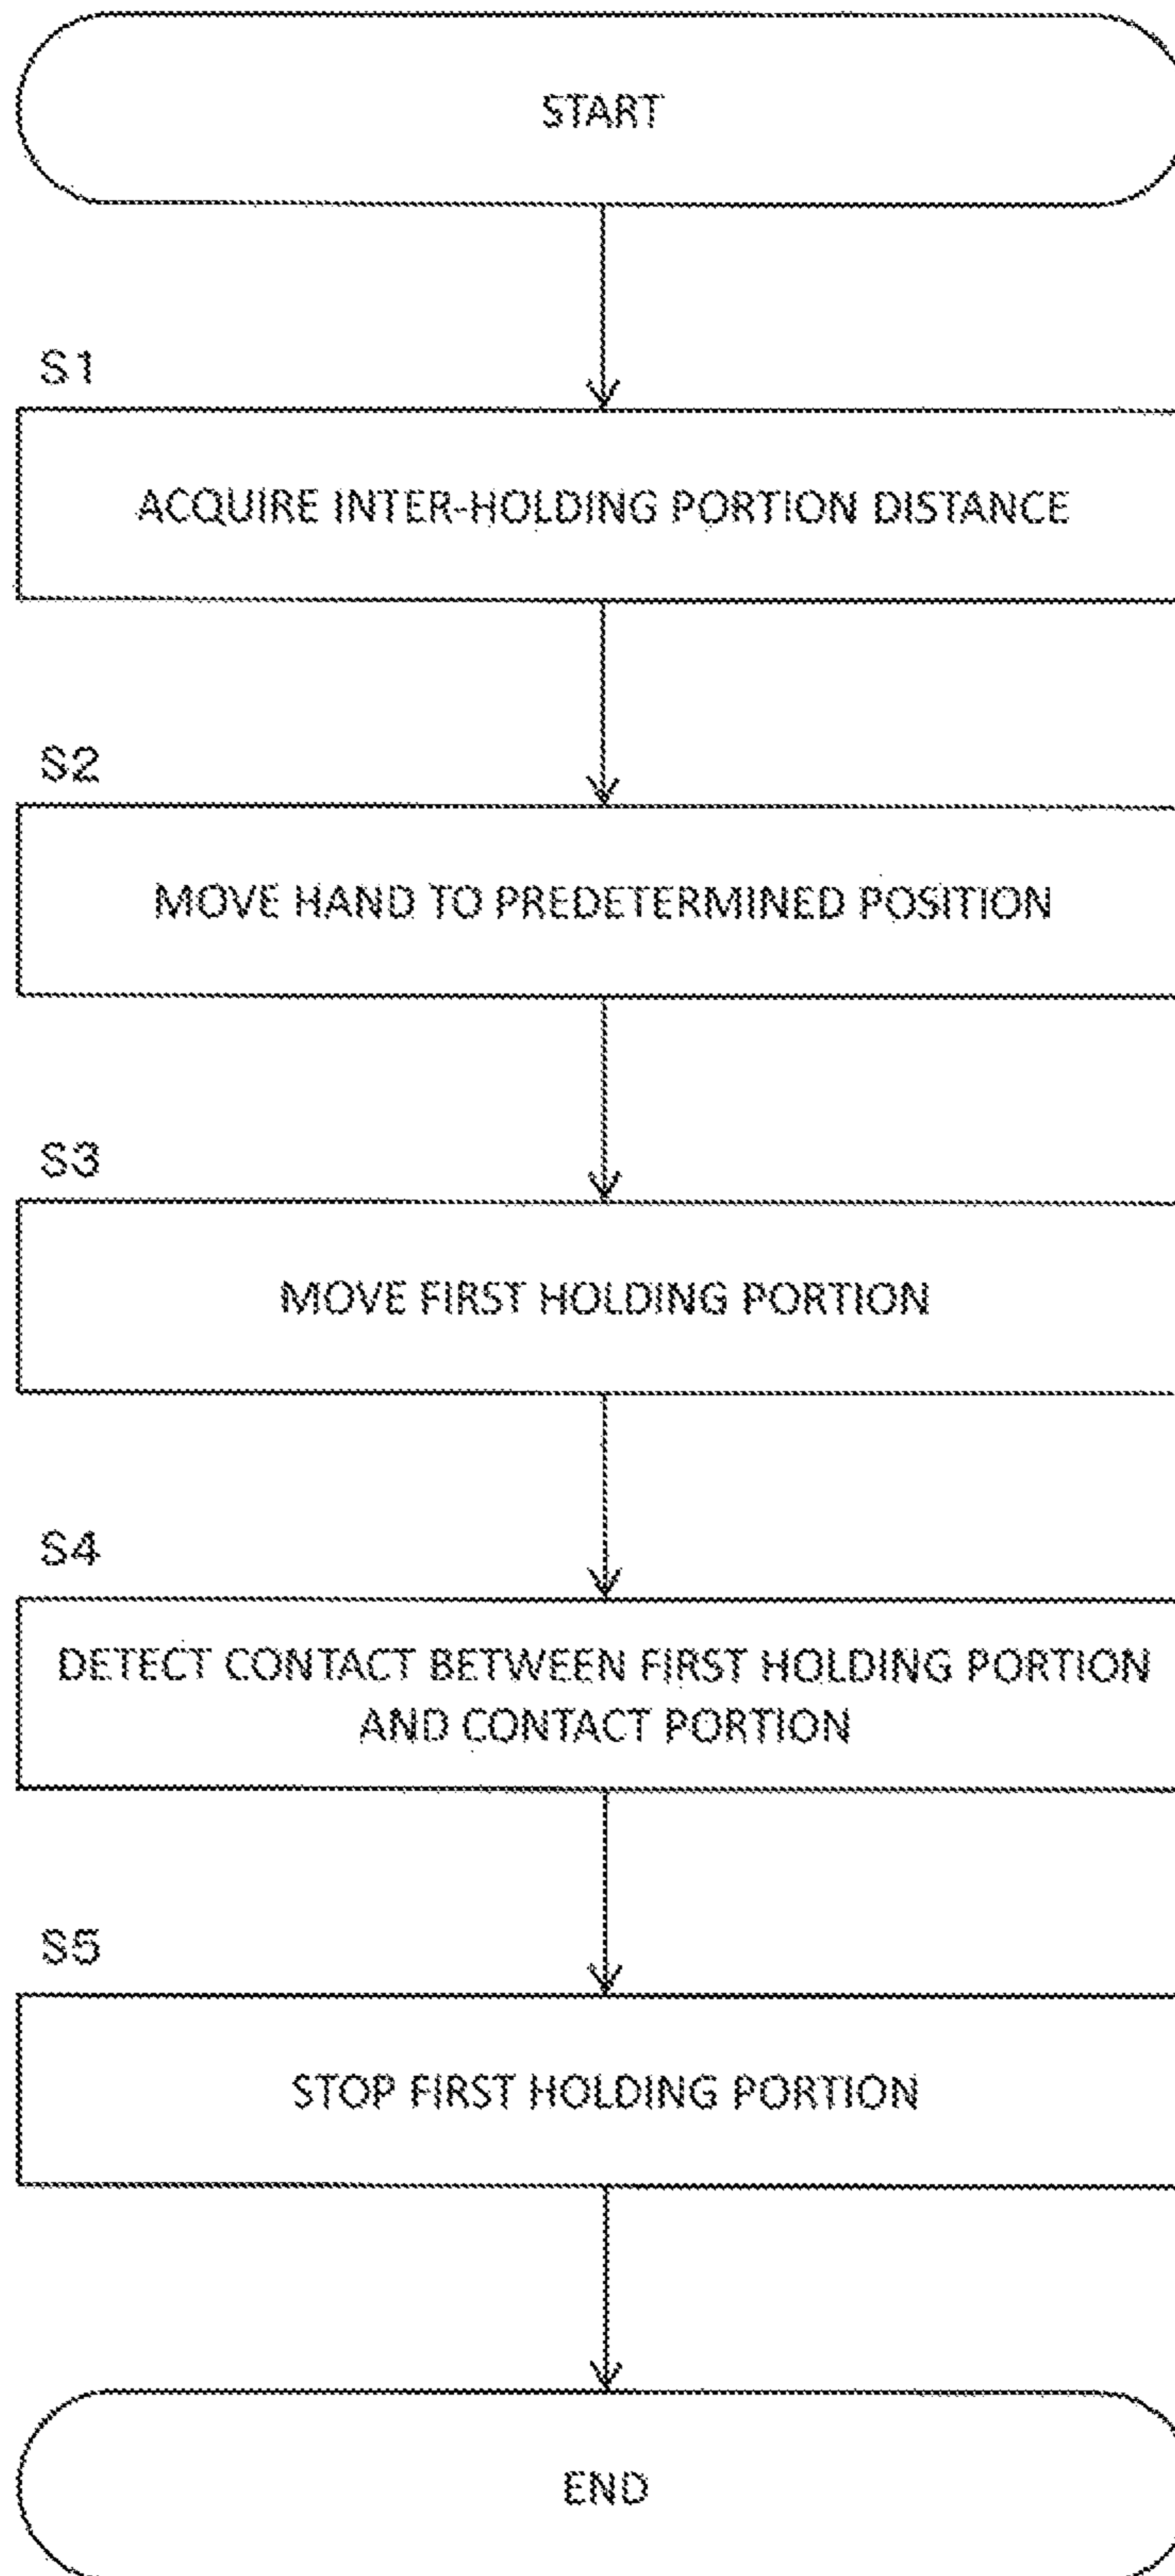 START
S1
ACQUIRE INTER-HOLDING PORTION DISTANCE
S2
MOVE HAND TO PREDETERMINED POSITION
S3
MOVE FIRST HOLDING PORTION
S4
DETECT CONTACT BETWEEN FIRST HOLDING PORTION
AND CONTACT PORTION
S5
STOP FIRST HOLDING PORTION
END